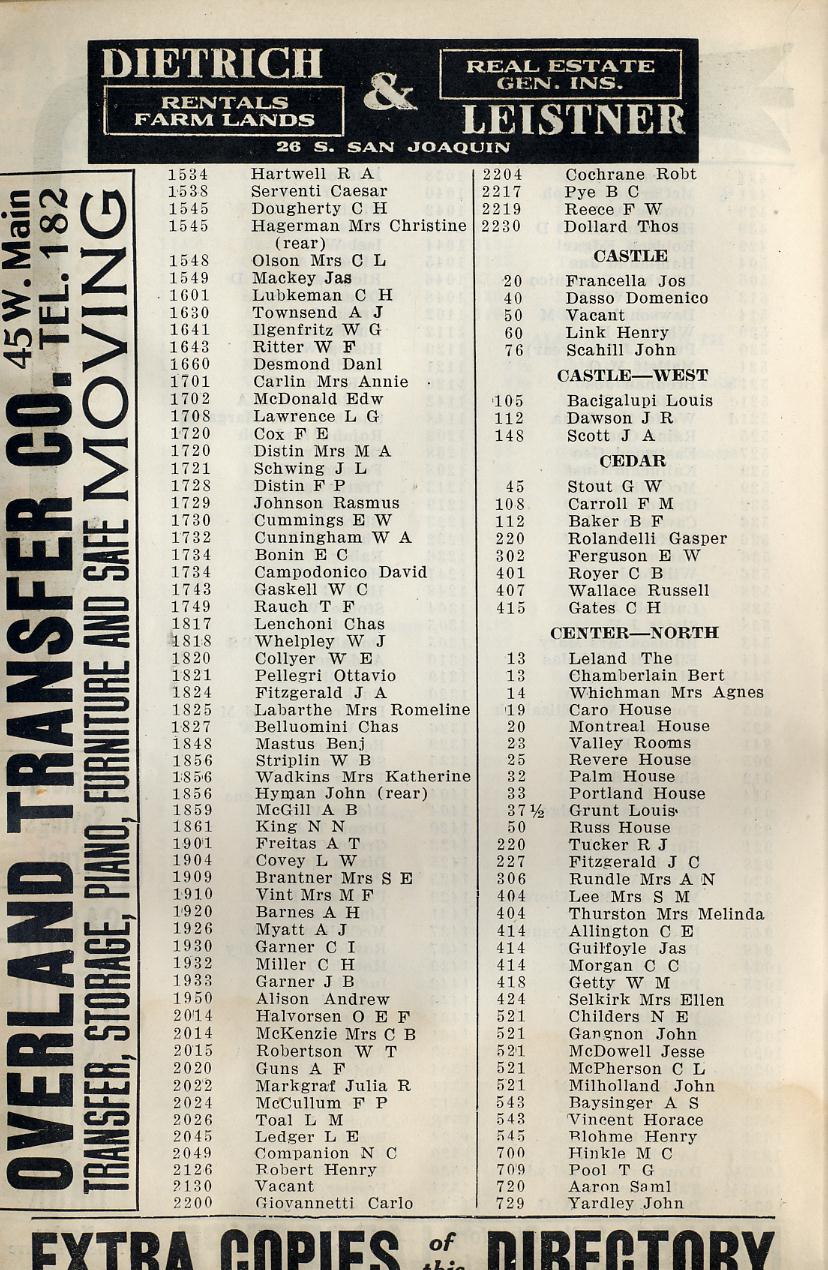 DIETRICH
RENTALS
FARM LANDS
&
REAL ESTATE
GEN. INS.
LEISTNER
26 S. SAN JOAQUIN
OVERLAND TRANSFER CO. 45 W. Main TEL. 182
TRANSFER, STORAGE, PIANO, FURNITURE AND SAFE MOVING
1534 Hartwell R A
1538 Serventi Caesar
1545 Dougherty C H
1545 Hagerman Mrs Christine
(rear)
1548 Olson Mrs C L
1549 Mackey Jas
1601 Lubkeman C H
1630 Townsend A J
1641 Ilgenfritz W G
1643 Ritter W F
1660 Desmond Danl
1701 Carlin Mrs Annie
1702 McDonald Edw
1708 Lawrence L G
1720 Cox F E
1720 Distin Mrs M A
1721 Schwing J L
1728 Distin F P
1729 Johnson Rasmus
1730 Cummings E W
1732 Cunningham W A
1734 Bonin E C
1734 Campodonico David
1743 Gaskell W C
1749 Rauch T F
1817 Lenchoni Chas
1818 Whelpley W J
1820 Collyer W E
1821 Pellegri Ottavio
1824 Fitzgerald J A
1825 Labarthe Mrs Romeline
1827 Belluomini Chas
1848 Mastus Benj
1856 Striplin W B
1856 Wadkins Mrs Katherine
1856 Hyman John (rear)
1859 McGill A B
1861 King N N
1901 Freitas A T
1904 Covey L W
1909 Brantner Mrs S E
1910 Vint Mrs M F
1920 Barnes A H
1926 Myatt A J
1930 Garner C I
1932 Miller C H
1933 Garner J B
1950 Alison Andrew
2014 Halvorsen O E F
2014 McKenzie Mrs C B
2015 Robertson W T
2020 Guns A F
2022 Markgraf Julia R
2024 McCullum F P
2026 Toal L M
2045 Ledger L E
2049 Companion N C
2126 Robert Henry
2130 Vacant
2200 Giovannetti Carlo
2204 Cochrane Robt
2217 Pye B C
2219 Reece F W
2230 Dollard Thos
CASTLE
20 Francella Jos
40 Dasso Domenico
50 Vacant
60 Link Henry
76 Scahill John
CASTLE—WEST
105 Bacigalupi Louis
112 Dawson J R
148 Scott J A
CEDAR
45 Stout G W
108 Carroll F M
112 Baker B F
220 Rolandelli Gasper
302 Ferguson E W
401 Royer C B
407 Wallace Russell
415 Gates C H
CENTER—NORTH
13 Leland The
13 Chamberlain Bert
14 Whichman Mrs Agnes
19 Caro House
20 Montreal House
23 Valley Rooms
25 Revere House
32 Palm House
33 Portland House
37½ Grunt Louis
50 Russ House
220 Tucker R J
227 Fitzgerald J C
306 Rundle Mrs A N
404 Lee Mrs S M
404 Thurston Mrs Melinda
414 Allington C E
414 Guilfoyle Jas
414 Morgan C C
418 Getty W M
424 Selkirk Mrs Ellen
521 Childers N E
521 Gangnon John
521 McDowell Jesse
521 McPherson C L
521 Milholland John
543 Baysinger A S
543 Vincent Horace
545 Blohme Henry
700 Hinkle M C
709 Pool T G
720 Aaron Saml
729 Yardley John
EXTRA COPIES of this DIRECTORY